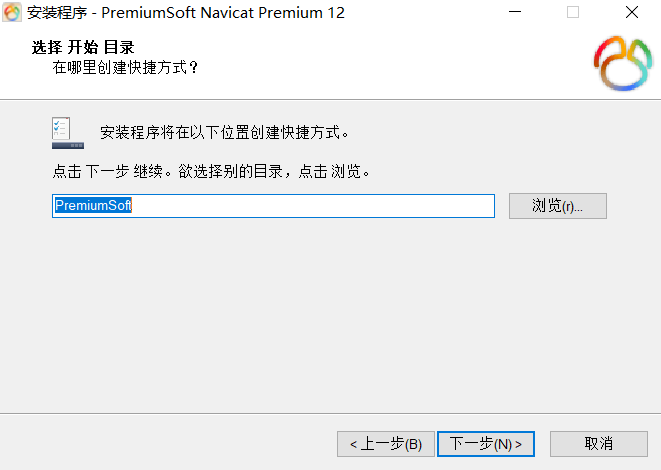 安装程序 - PremiumSoft Navicat Premium 12
选择 开始 目录
在哪里创建快捷方式？
安装程序将在以下位置创建快捷方式。
点击 下一步 继续。欲选择别的目录，点击 浏览。
PremiumSoft
浏览(r)...
< 上一步(B)
下一步(N) >
取消